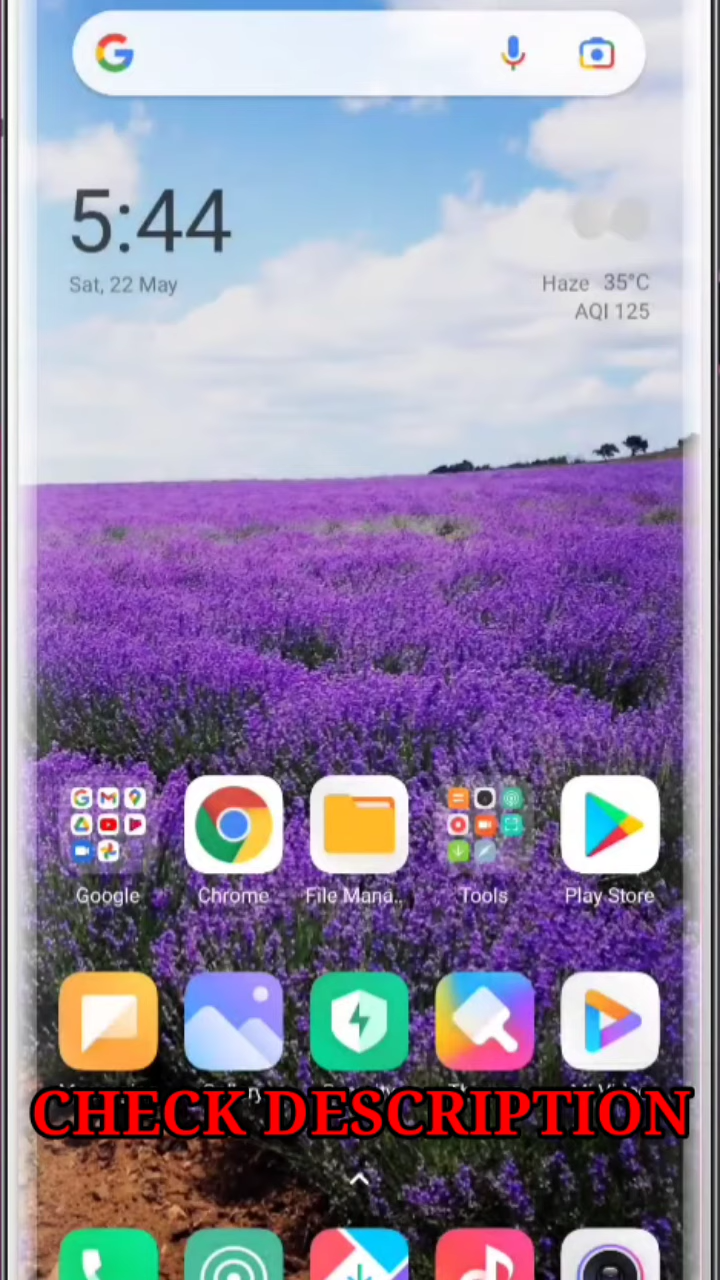 5:44
Sat, 22 May
Haze 35°C
AQI 125
Google
Chrome
File Mana..
Tools
Play Store
CHECK DESCRIPTION